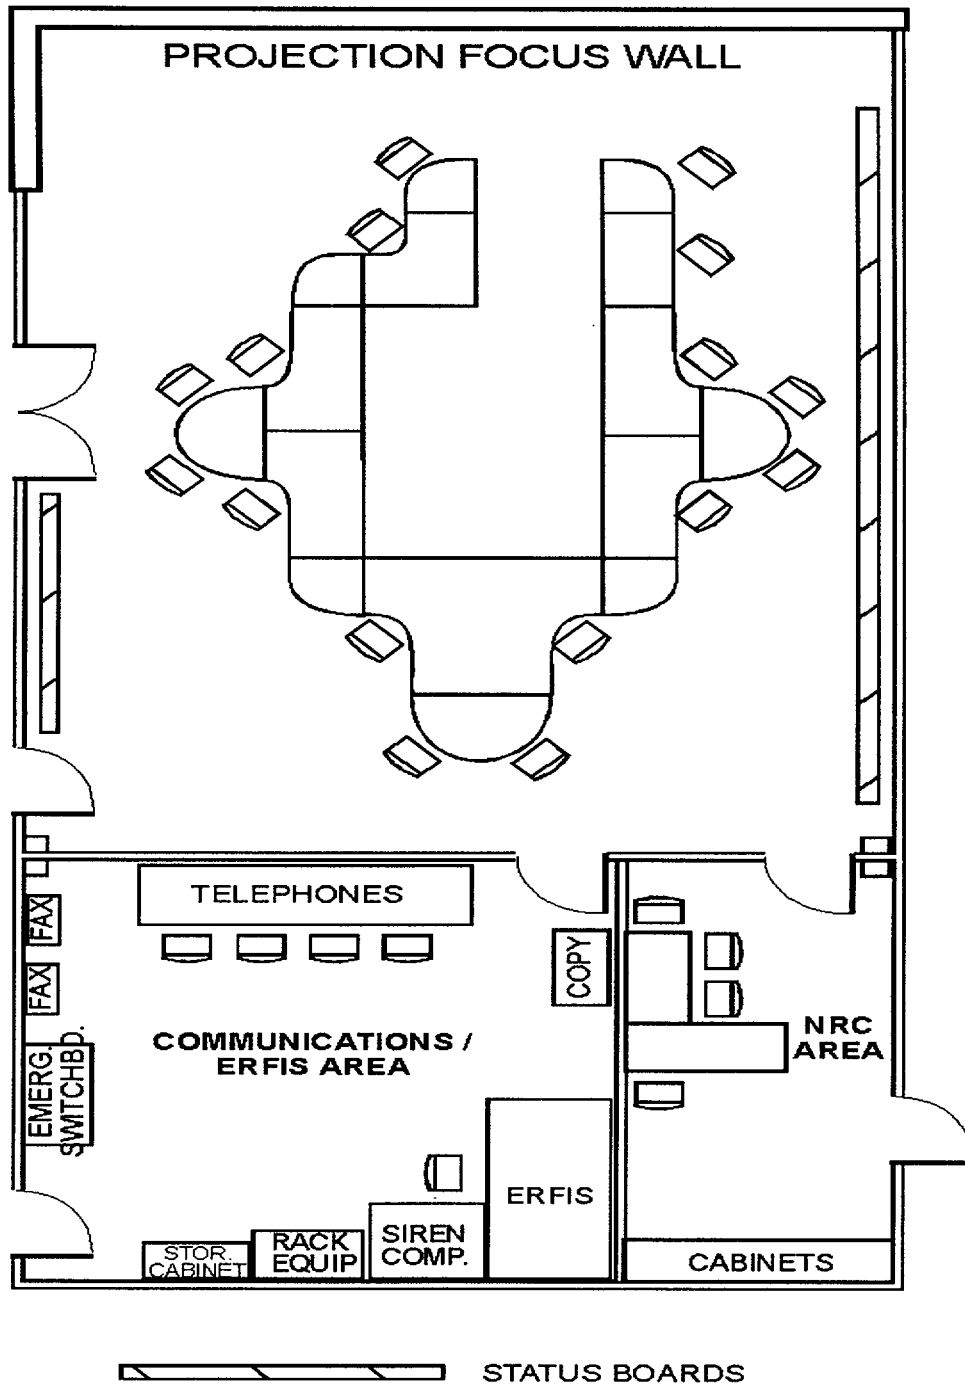 PROJECTION FOCUS WALL
TELEPHONES
FAX
FAX
COPY
COMMUNICATIONS /
ERFIS AREA
NRC
AREA
EMERG.
SWITCHBD.
ERFIS
SIREN
COMP.
RACK
EQUIP
STOR.
CABINET
CABINETS
STATUS BOARDS